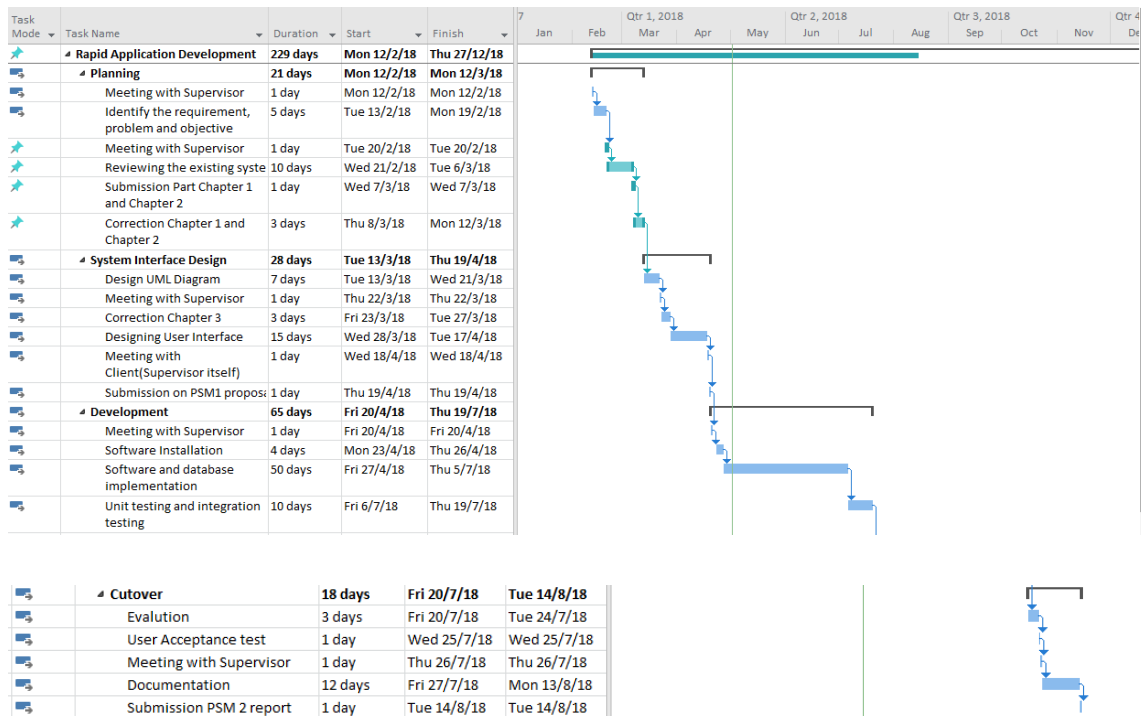 7 Qtr 1, 2018 Qtr 2, 2018 Qtr 3, 2018 Qtr 4
Task
Mode Task Name Duration Start Finish Jan Feb Mar Apr May Jun Jul Aug Sep Oct Nov De
Rapid Application Development 229 days Mon 12/2/18 Thu 27/12/18
Planning 21 days Mon 12/2/18 Mon 12/3/18
Meeting with Supervisor 1 day Mon 12/2/18 Mon 12/2/18
Identify the requirement, 5 days Tue 13/2/18 Mon 19/2/18
problem and objective
Meeting with Supervisor 1 day Tue 20/2/18 Tue 20/2/18
Reviewing the existing syste 10 days Wed 21/2/18 Tue 6/3/18
Submission Part Chapter 1 1 day Wed 7/3/18 Wed 7/3/18
and Chapter 2
Correction Chapter 1 and 3 days Thu 8/3/18 Mon 12/3/18
Chapter 2
System Interface Design 28 days Tue 13/3/18 Thu 19/4/18
Design UML Diagram 7 days Tue 13/3/18 Wed 21/3/18
Meeting with Supervisor 1 day Thu 22/3/18 Thu 22/3/18
Correction Chapter 3 3 days Fri 23/3/18 Tue 27/3/18
Designing User Interface 15 days Wed 28/3/18 Tue 17/4/18
Meeting with 1 day Wed 18/4/18 Wed 18/4/18
Client(Supervisor itself)
Submission on PSM1 propos 1 day Thu 19/4/18 Thu 19/4/18
Development 65 days Fri 20/4/18 Thu 19/7/18
Meeting with Supervisor 1 day Fri 20/4/18 Fri 20/4/18
Software Installation 4 days Mon 23/4/18 Thu 26/4/18
Software and database 50 days Fri 27/4/18 Thu 5/7/18
implementation
Unit testing and integration 10 days Fri 6/7/18 Thu 19/7/18
testing
Cutover 18 days Fri 20/7/18 Tue 14/8/18
Evalution 3 days Fri 20/7/18 Tue 24/7/18
User Acceptance test 1 day Wed 25/7/18 Wed 25/7/18
Meeting with Supervisor 1 day Thu 26/7/18 Thu 26/7/18
Documentation 12 days Fri 27/7/18 Mon 13/8/18
Submission PSM 2 report 1 day Tue 14/8/18 Tue 14/8/18